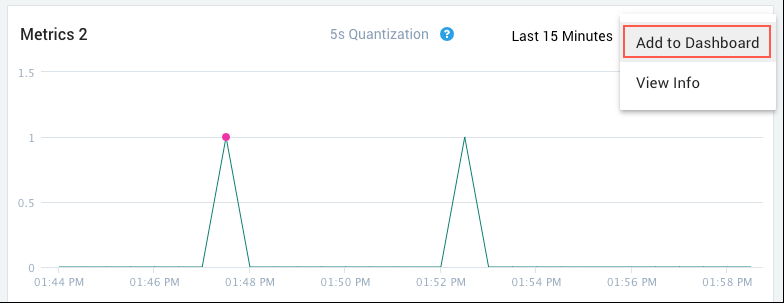 Metrics 2
5s Quantization ?
Last 15 Minutes
Add to Dashboard
View Info
1.5
1
0.5
0
01:44 PM 01:46 PM 01:48 PM 01:50 PM 01:52 PM 01:54 PM 01:56 PM 01:58 PM